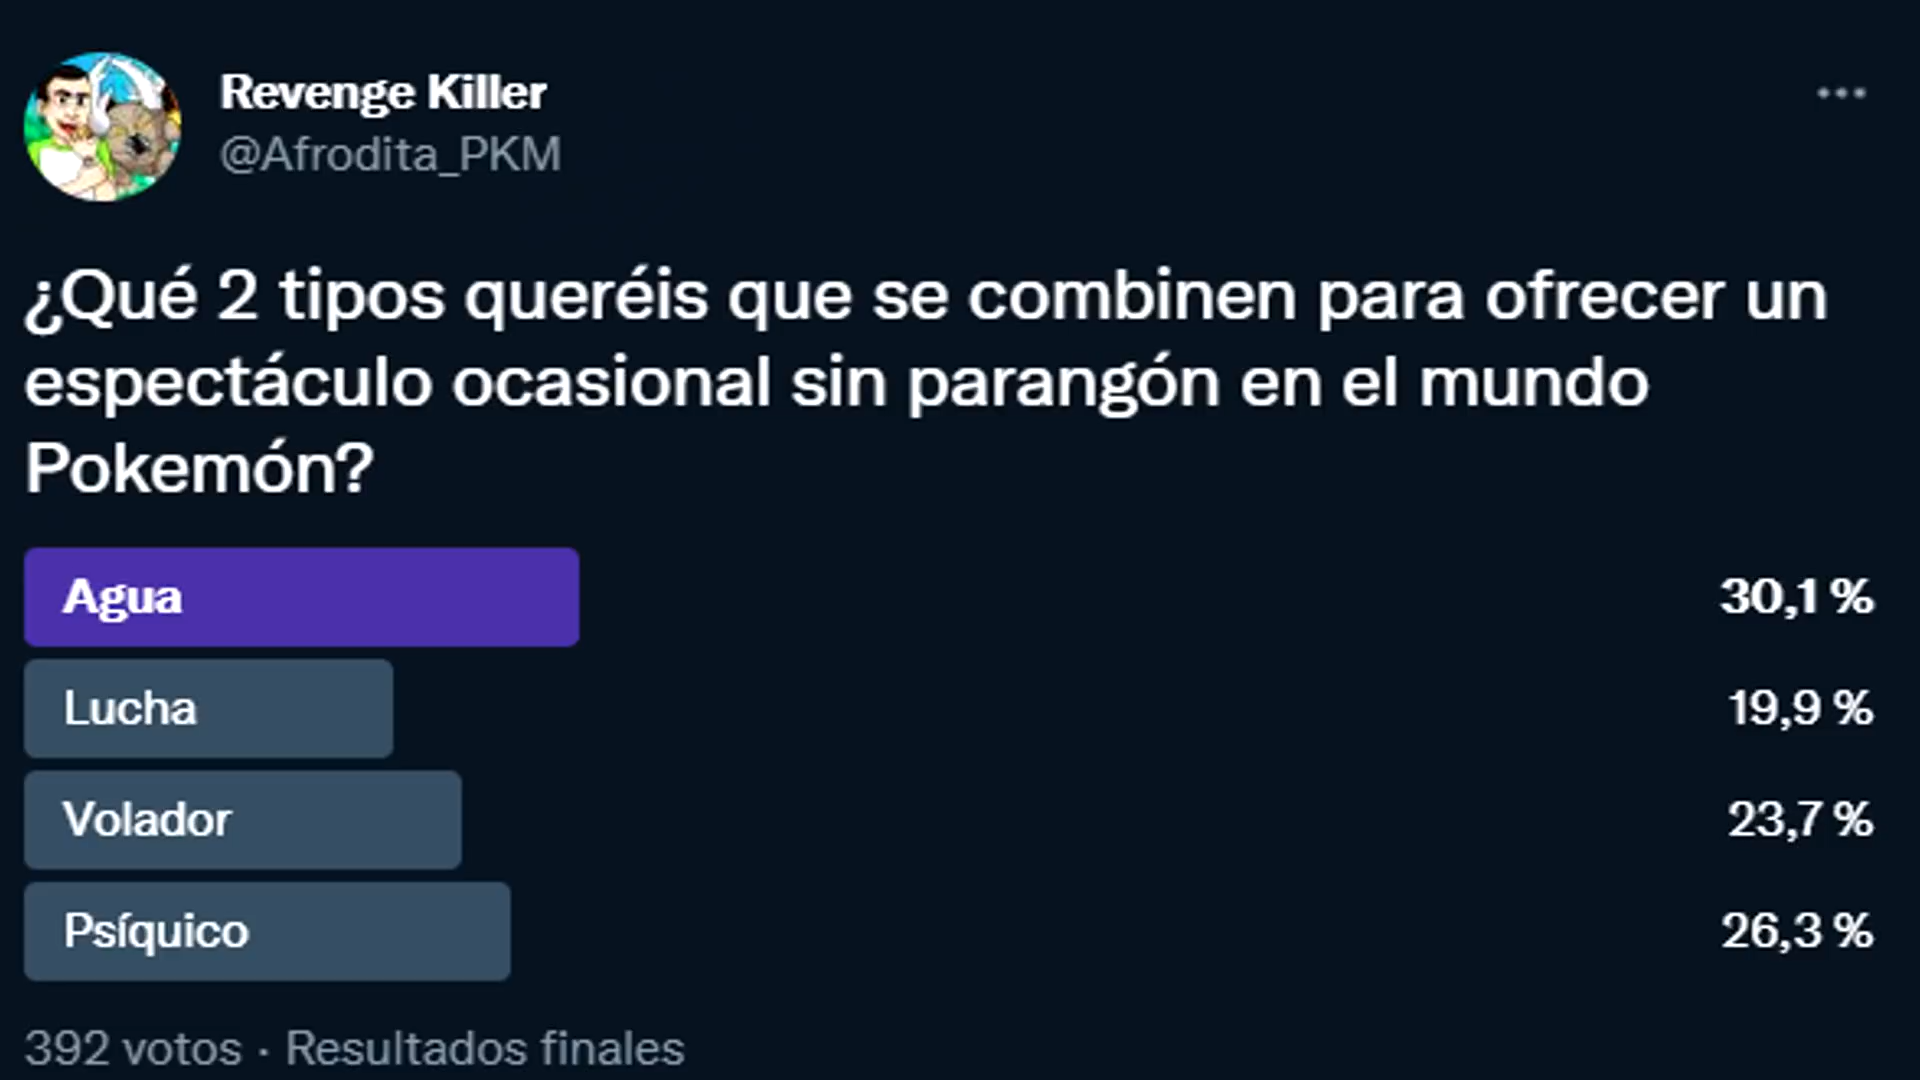 Revenge Killer
@Afrodita_PKM
¿Qué 2 tipos queréis que se combinen para ofrecer un
espectáculo ocasional sin parangón en el mundo
Pokemón?
Agua 30,1 %
Lucha 19,9 %
Volador 23,7 %
Psíquico 26,3 %
392 votos · Resultados finales